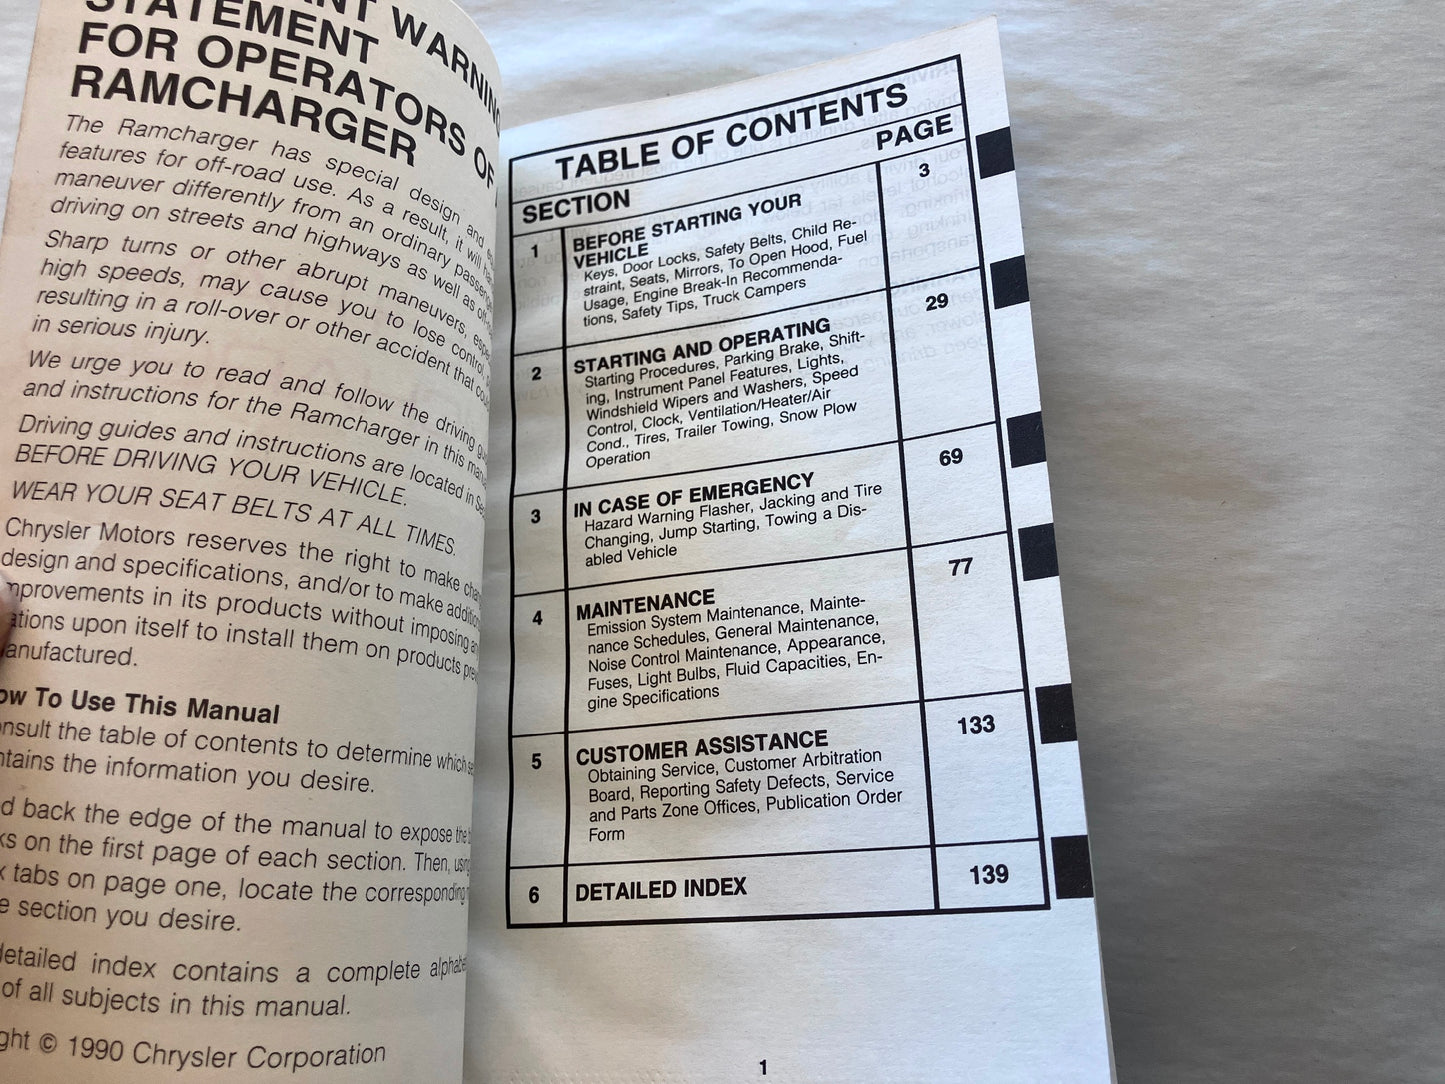 WARNING
STATEMENT
FOR OPERATORS OF
RAMCHARGER
The Ramcharger has special design and
features for off-road use. As a result, it will
maneuver differently from an ordinary
driving on streets and highways as well as
Sharp turns or other abrupt maneuvers,
high speeds, may cause you to lose control,
resulting in a roll-over or other accident that
in serious injury.
We urge you to read and follow the driving
and instructions for the Ramcharger in this
Driving guides and instructions are located in
BEFORE DRIVING YOUR VEHICLE.
WEAR YOUR SEAT BELTS AT ALL TIMES.
Chrysler Motors reserves the right to make
design and specifications, and/or to make
in its products without imposing
upon itself to install them on products
How To Use This Manual
the table of contents to determine which
the information you desire.
back the edge of the manual to expose the
on the first page of each section. Then,
tabs on page one, locate the corresponding
section you desire.
detailed index contains a complete
of all subjects in this manual.
© 1990 Chrysler Corporation
TABLE OF CONTENTS
SECTION PAGE
1 BEFORE STARTING YOUR 3
VEHICLE
Keys, Door Locks, Safety Belts, Child Re-
straint, Seats, Mirrors, To Open Hood, Fuel
Usage, Engine Break-In Recommenda-
tions, Safety Tips, Truck Campers
2 STARTING AND OPERATING 29
Starting Procedures, Parking Brake, Shift-
ing, Instrument Panel Features, Lights,
Windshield Wipers and Washers, Speed
Control, Clock, Ventilation/Heater/Air
Cond., Tires, Trailer Towing, Snow Plow
Operation
3 IN CASE OF EMERGENCY 69
Hazard Warning Flasher, Jacking and Tire
Changing, Jump Starting, Towing a Dis-
abled Vehicle
4 MAINTENANCE 77
Emission System Maintenance, Mainte-
nance Schedules, General Maintenance,
Noise Control Maintenance, Appearance,
Fuses, Light Bulbs, Fluid Capacities, En-
gine Specifications
5 CUSTOMER ASSISTANCE 133
Obtaining Service, Customer Arbitration
Board, Reporting Safety Defects, Service
and Parts Zone Offices, Publication Order
Form
6 DETAILED INDEX 139
1